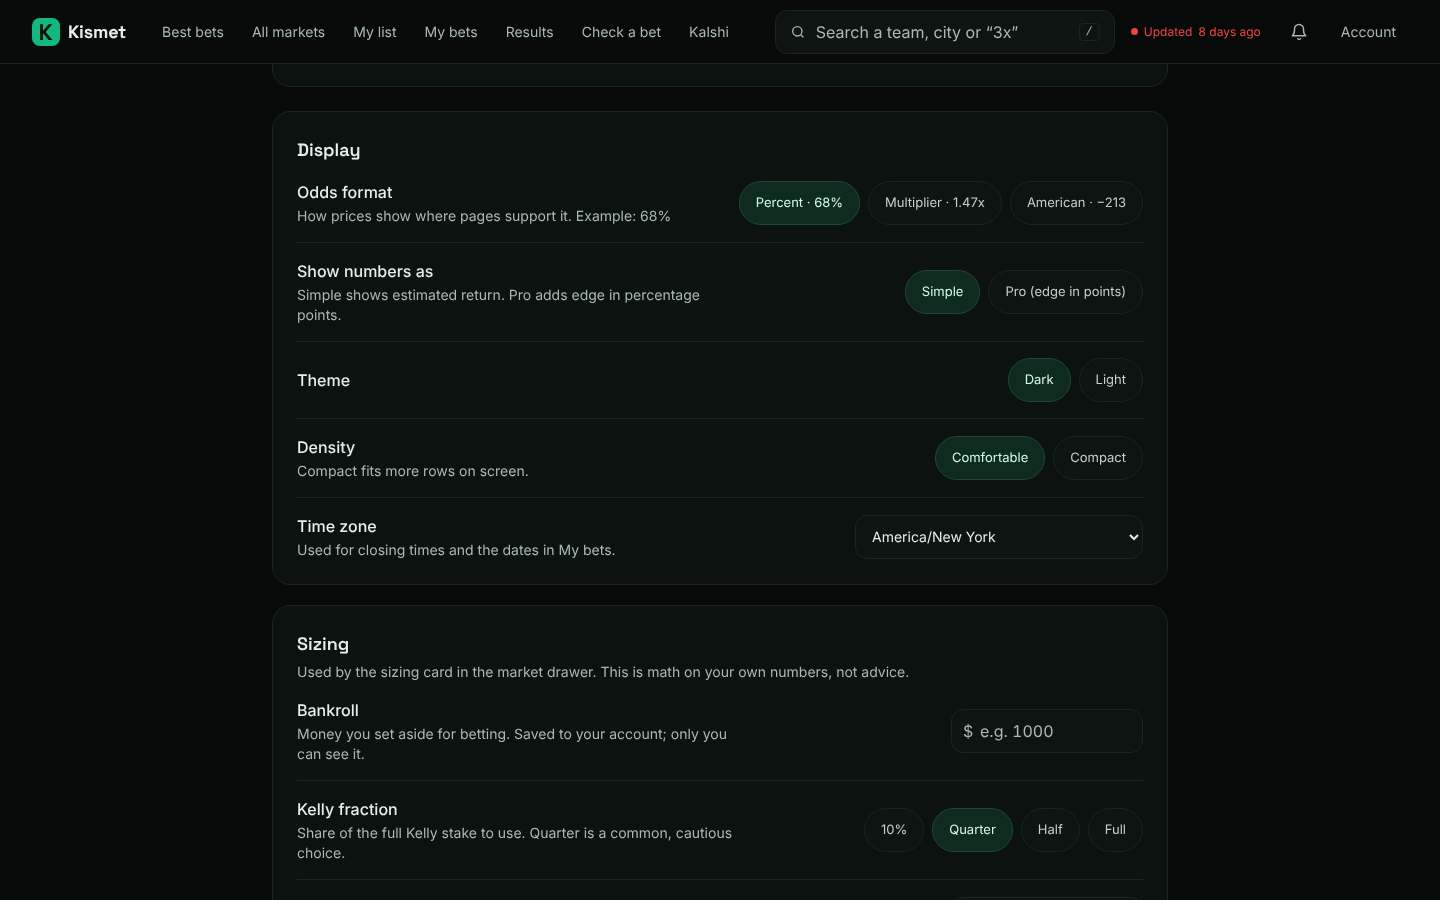 K Kismet
Best bets
All markets
My list
My bets
Results
Check a bet
Kalshi
Search a team, city or “3x”
/
Updated 8 days ago
Account
Display
Odds format
How prices show where pages support it. Example: 68%
Percent · 68%
Multiplier · 1.47x
American · −213
Show numbers as
Simple shows estimated return. Pro adds edge in percentage
points.
Simple
Pro (edge in points)
Theme
Dark
Light
Density
Compact fits more rows on screen.
Comfortable
Compact
Time zone
Used for closing times and the dates in My bets.
America/New York
Sizing
Used by the sizing card in the market drawer. This is math on your own numbers, not advice.
Bankroll
Money you set aside for betting. Saved to your account; only you
can see it.
$ e.g. 1000
Kelly fraction
Share of the full Kelly stake to use. Quarter is a common, cautious
choice.
10%
Quarter
Half
Full